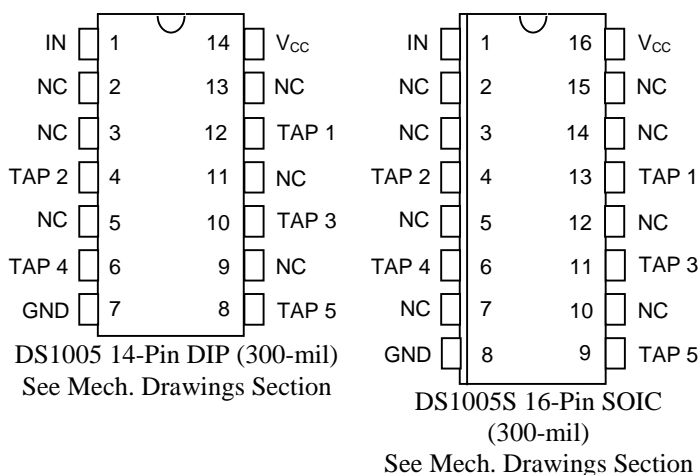 IN 1 14 VCC
NC 2 13 NC
NC 3 12 TAP 1
TAP 2 4 11 NC
NC 5 10 TAP 3
TAP 4 6 9 NC
GND 7 8 TAP 5
DS1005 14-Pin DIP (300-mil)
See Mech. Drawings Section
IN 1 16 VCC
NC 2 15 NC
NC 3 14 NC
TAP 2 4 13 TAP 1
NC 5 12 NC
TAP 4 6 11 TAP 3
NC 7 10 NC
GND 8 9 TAP 5
DS1005S 16-Pin SOIC
(300-mil)
See Mech. Drawings Section